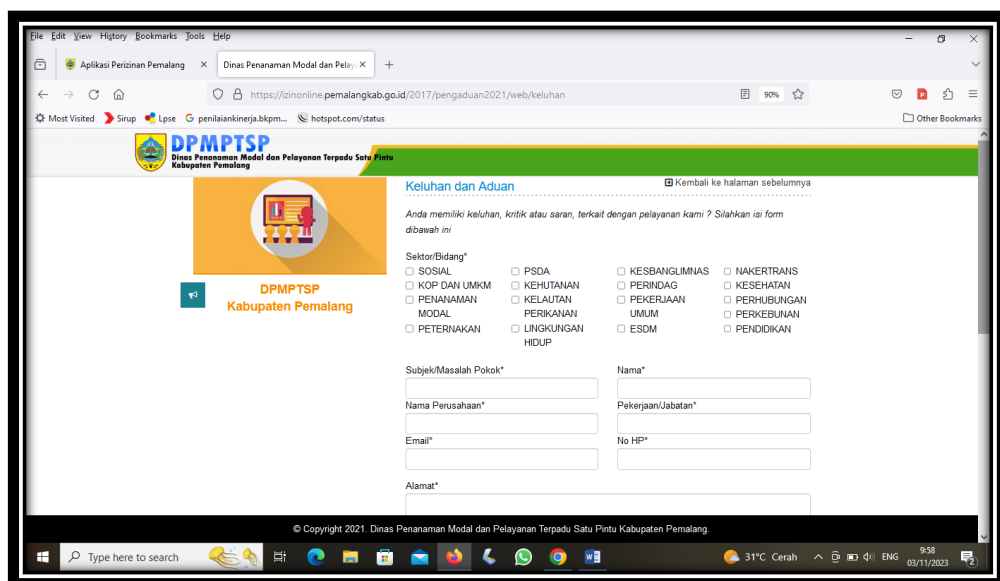 File Edit View History Bookmarks Tools Help
Aplikasi Perizinan Pemalang
Dinas Penanaman Modal dan Pelay
https://izinonline.pemalangkab.go.id/2017/pengaduan2021/web/keluhan
90%
Most Visited Sirup Lpse penilaiankinerja.bkpm... hotspot.com/status Other Bookmarks
DPMPTSP
Dinas Penanaman Modal dan Pelayanan Terpadu Satu Pintu
Kabupaten Pemalang
DPMPTSP
Kabupaten Pemalang
Keluhan dan Aduan
Kembali ke halaman sebelumnya
Anda memiliki keluhan, kritik atau saran, terkait dengan pelayanan kami ? Silahkan isi form
dibawah ini
Sektor/Bidang*
SOSIAL
KOP DAN UMKM
PENANAMAN
MODAL
PETERNAKAN
PSDA
KEHUTANAN
KELAUTAN
PERIKANAN
LINGKUNGAN
HIDUP
KESBANGLIMNAS
PERINDAG
PEKERJAAN
UMUM
ESDM
NAKERTRANS
KESEHATAN
PERHUBUNGAN
PERKEBUNAN
PENDIDIKAN
Subjek/Masalah Pokok*
Nama*
Nama Perusahaan*
Pekerjaan/Jabatan*
Email*
No HP*
Alamat*
© Copyright 2021. Dinas Penanaman Modal dan Pelayanan Terpadu Satu Pintu Kabupaten Pemalang.
Type here to search
31°C Cerah
ENG
9:58
03/11/2023